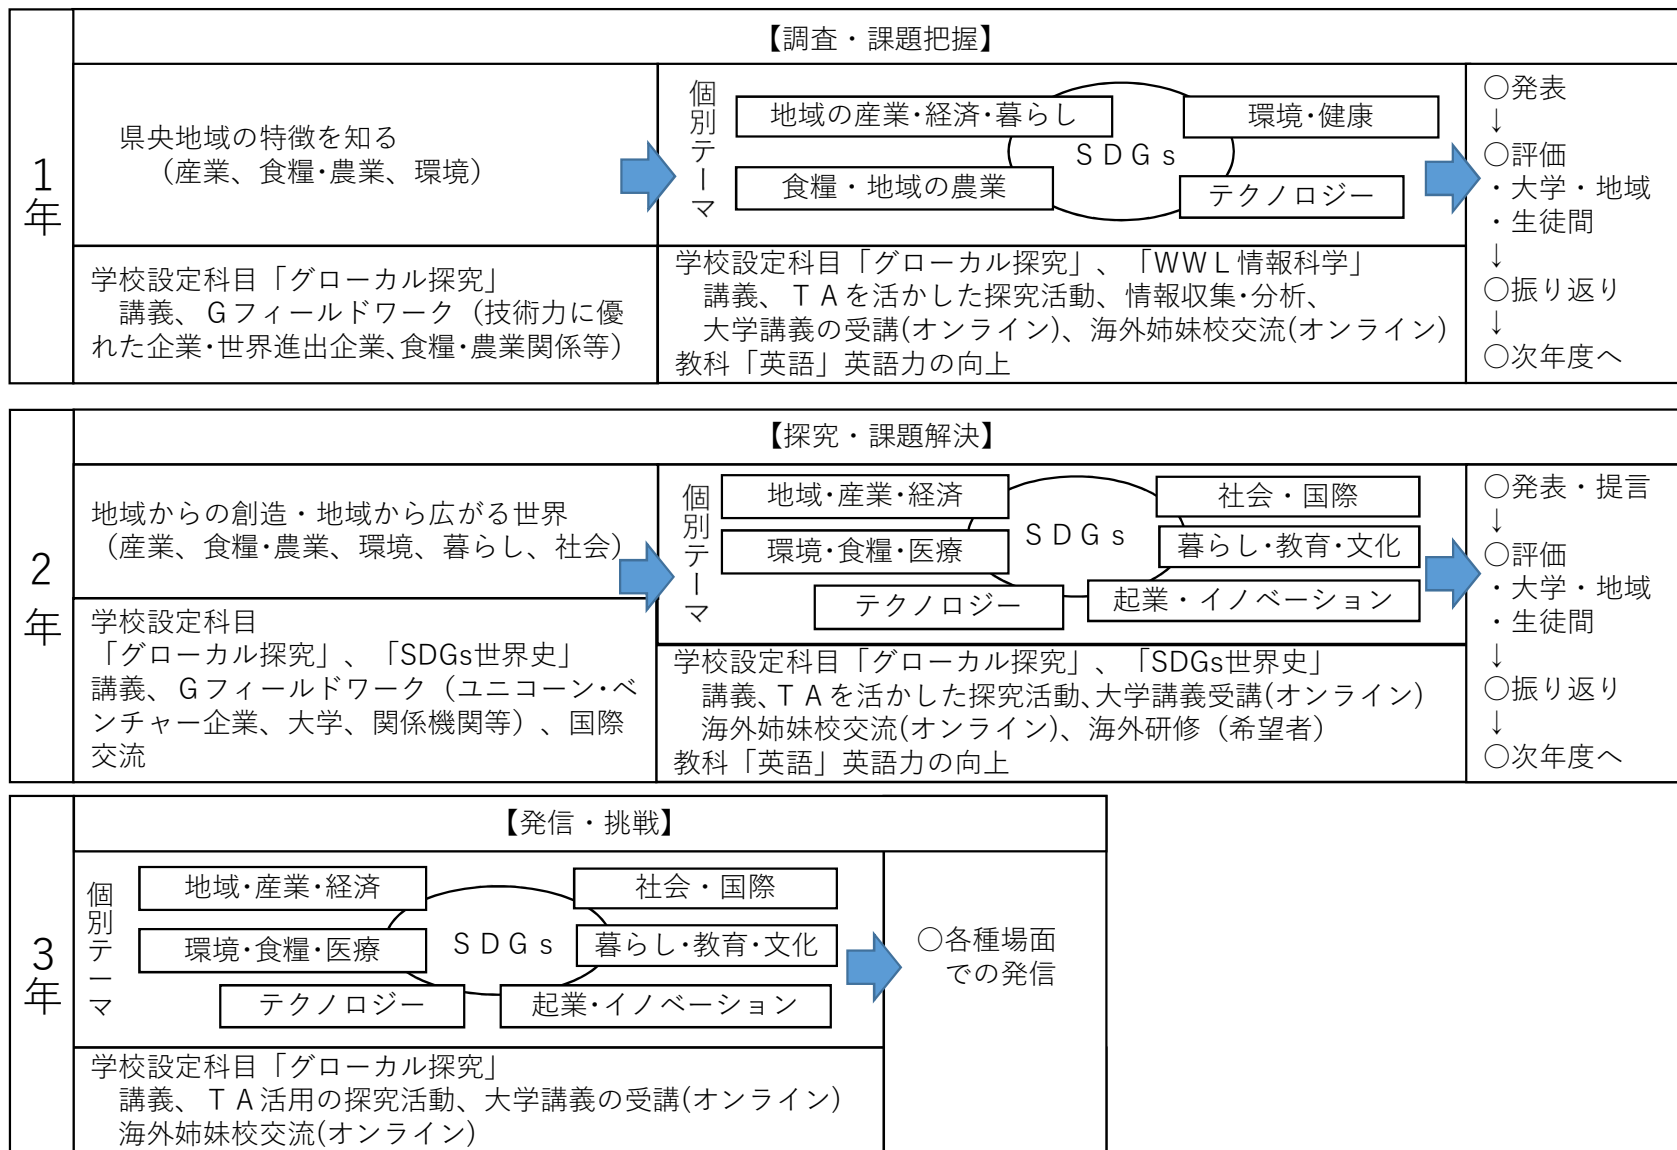 1年
【調査・課題把握】
県央地域の特徴を知る
（産業、食糧･農業、環境）
学校設定科目「グローカル探究」
講義、Ｇフィールドワーク（技術力に優
れた企業･世界進出企業、食糧･農業関係等）
個別テーマ
地域の産業･経済･暮らし
環境･健康
ＳＤＧｓ
食糧・地域の農業
テクノロジー
学校設定科目「グローカル探究」、「WWＬ情報科学」
講義、ＴＡを活かした探究活動、情報収集･分析、
大学講義の受講(オンライン)、海外姉妹校交流(オンライン)
教科「英語」英語力の向上
○発表
↓
○評価
・大学・地域
・生徒間
↓
○振り返り
↓
○次年度へ
2年
【探究・課題解決】
地域からの創造・地域から広がる世界
（産業、食糧･農業、環境、暮らし、社会）
学校設定科目
「グローカル探究」、「SDGs世界史」
講義、Ｇフィールドワーク（ユニコーン･ベ
ンチャー企業、大学、関係機関等）、国際
交流
個別テーマ
地域･産業･経済
社会・国際
ＳＤＧｓ
環境･食糧･医療
暮らし･教育･文化
テクノロジー
起業・イノベーション
学校設定科目「グローカル探究」、「SDGs世界史」
講義、ＴＡを活かした探究活動、大学講義受講(オンライン)
海外姉妹校交流(オンライン)、海外研修（希望者）
教科「英語」英語力の向上
○発表・提言
↓
○評価
・大学・地域
・生徒間
↓
○振り返り
↓
○次年度へ
3年
【発信・挑戦】
個別テーマ
地域･産業･経済
社会・国際
環境･食糧･医療
ＳＤＧｓ
暮らし･教育･文化
テクノロジー
起業･イノベーション
学校設定科目「グローカル探究」
講義、ＴＡ活用の探究活動、大学講義の受講(オンライン)
海外姉妹校交流(オンライン)
○各種場面
での発信